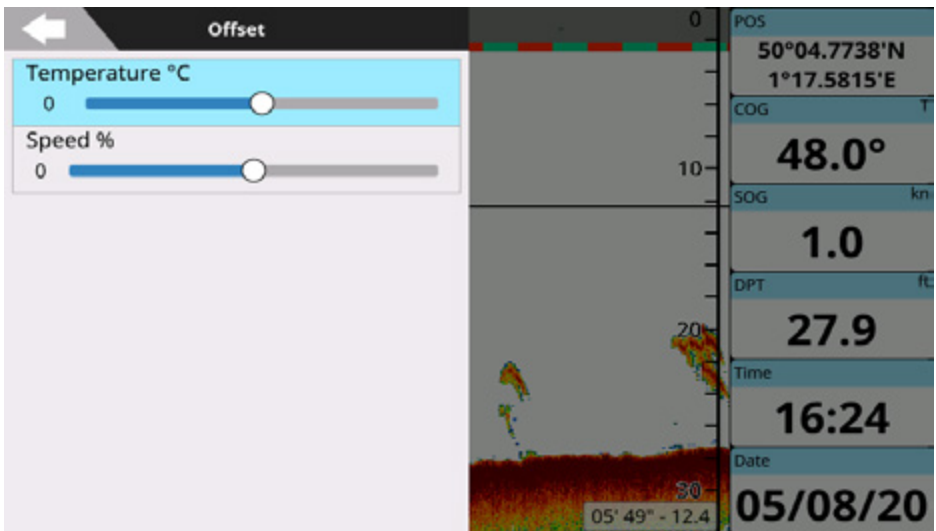 Offset
Temperature °C
0
Speed %
0
0
10
20
30
05' 49" - 12.4
POS
50°04.7738'N
1°17.5815'E
COG T
48.0°
SOG kn
1.0
DPT ft
27.9
Time
16:24
Date
05/08/20